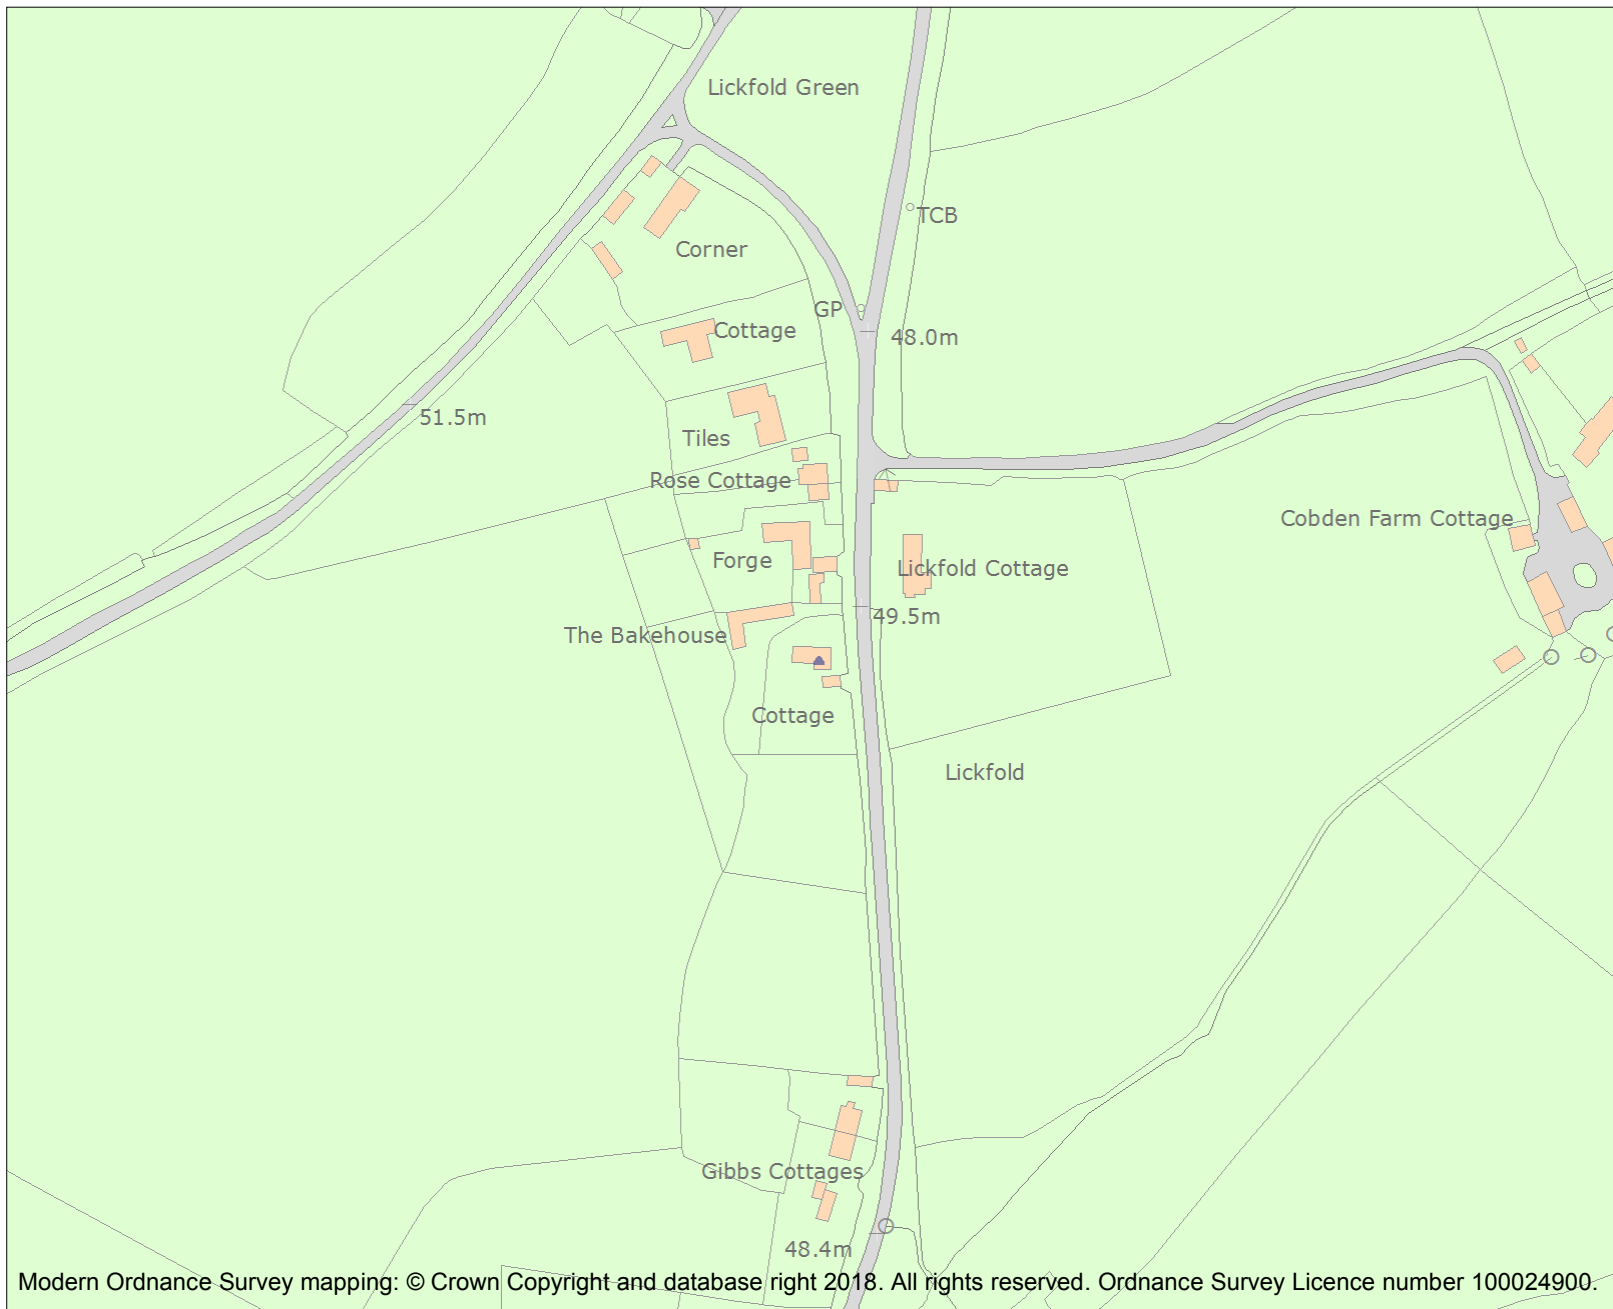 Lickfold Green
TCB
Corner
GP
Cottage
48.0m
51.5m
Tiles
Rose Cottage
Cobden Farm Cottage
Forge
Lickfold Cottage
49.5m
The Bakehouse
Cottage
Lickfold
Gibbs Cottages
48.4m
Modern Ordnance Survey mapping: © Crown Copyright and database right 2018. All rights reserved. Ordnance Survey Licence number 100024900.